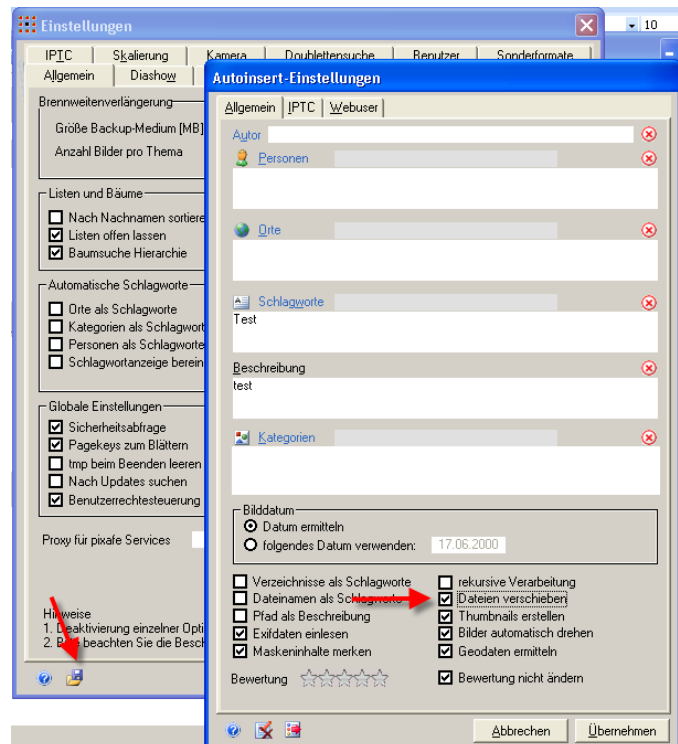 Einstellungen
10
IPTC
Skalierung
Kamera
Doublettensuche
Benutzer
Sonderformate
Allgemein
Diashow
Brennweitenverlängerung
Größe Backup-Medium [MB]
Anzahl Bilder pro Thema
Listen und Bäume
Nach Nachnamen sortiere
Listen offen lassen
Baumsuche Hierarchie
Automatische Schlagworte
Orte als Schlagworte
Kategorien als Schlagwort
Personen als Schlagworte
Schlagwortanzeige berein
Globale Einstellungen
Sicherheitsabfrage
Pagekeys zum Blättern
tmp beim Beenden leeren
Nach Updates suchen
Benutzerrechtesteuerung
Proxy für pixafe Services
Hinweise
1. Deaktivierung einzelner Opti
2. Bitte beachten Sie die Besch
Autoinsert-Einstellungen
Allgemein
IPTC
Webuser
Autor
Personen
Orte
Schlagworte
Test
Beschreibung
test
Kategorien
Bilddatum
Datum ermitteln
folgendes Datum verwenden:
17.06.2000
Verzeichnisse als Schlagworte
Dateinamen als Schlagworte
Pfad als Beschreibung
Exifdaten einlesen
Maskeninhalte merken
rekursive Verarbeitung
Dateien verschieben
Thumbnails erstellen
Bilder automatisch drehen
Geodaten ermitteln
Bewertung
Bewertung nicht ändern
Abbrechen
Übernehmen